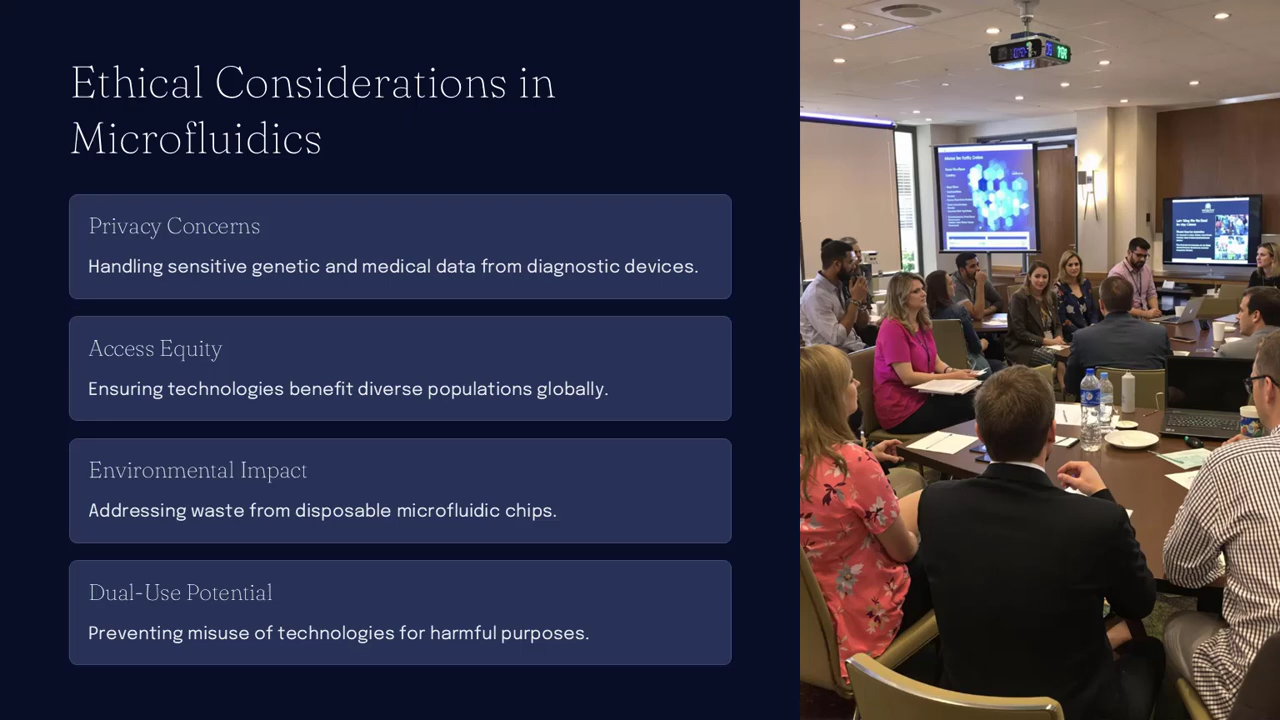 Ethical Considerations in
Microfluidics
Privacy Concerns
Handling sensitive genetic and medical data from diagnostic devices.
Access Equity
Ensuring technologies benefit diverse populations globally.
Environmental Impact
Addressing waste from disposable microfluidic chips.
Dual-Use Potential
Preventing misuse of technologies for harmful purposes.